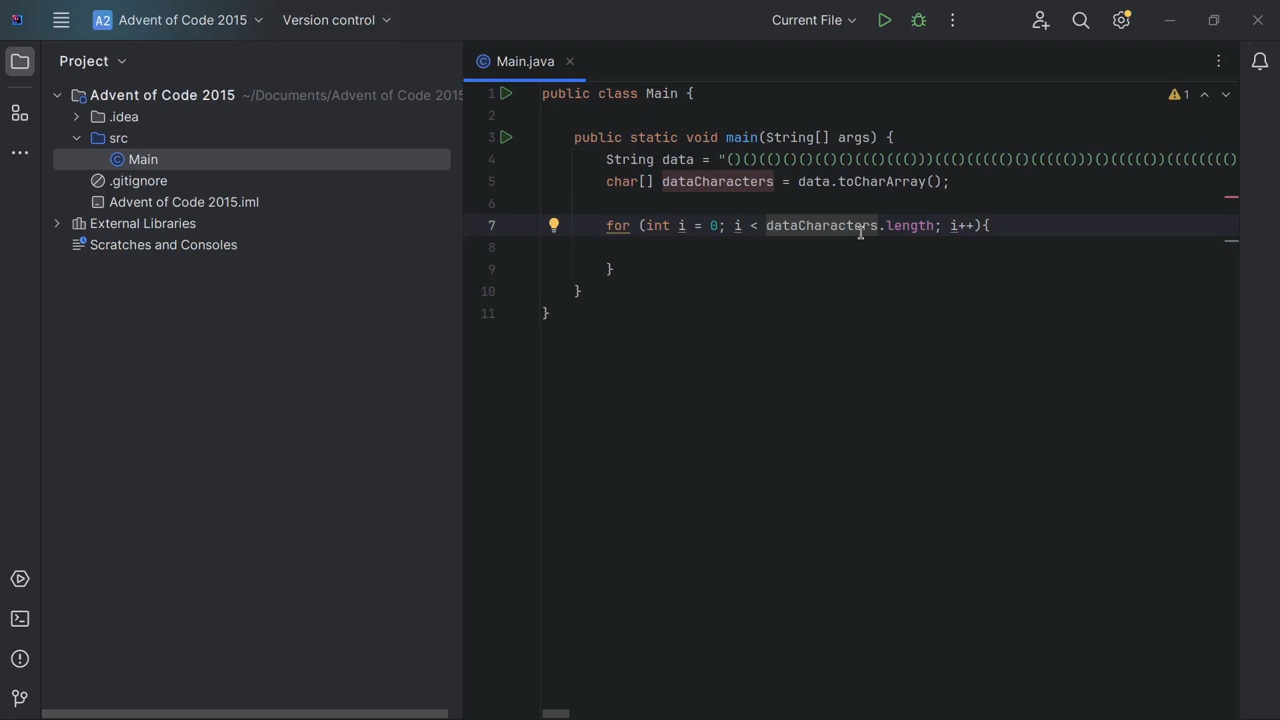 A2 Advent of Code 2015 Version control Current File
Project
Main.java
Advent of Code 2015 ~/Documents/Advent of Code 2015
.idea
src
Main
.gitignore
Advent of Code 2015.iml
External Libraries
Scratches and Consoles
1 public class Main {
1
2
3 public static void main(String[] args) {
4 String data = "()()(()()()(()()((()((()))((()((((()()((((()))()((((())(((((((()
5 char[] dataCharacters = data.toCharArray();
6
7 for (int i = 0; i < dataCharacters.length; i++){
8
9 }
10 }
11 }